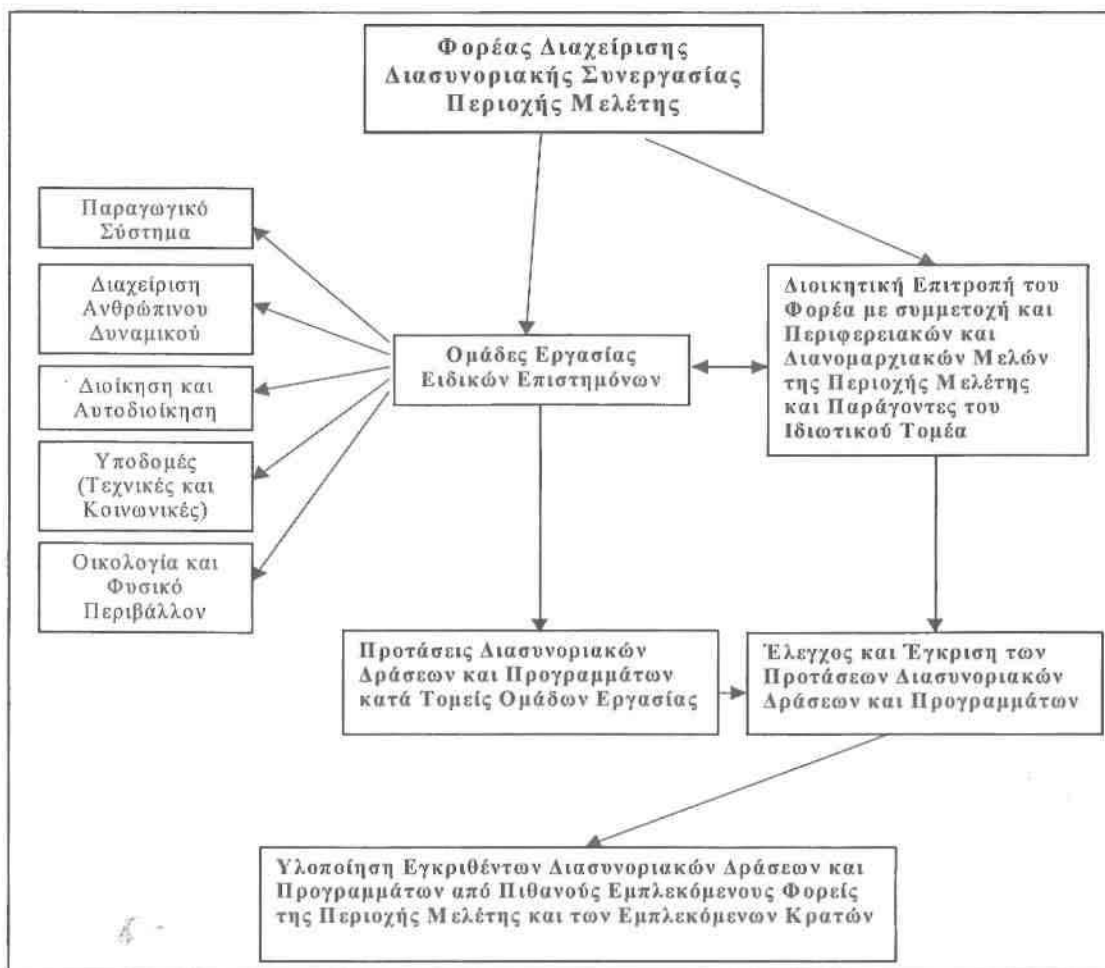 Φορέας Διαχείρισης
Διασυνοριακής Συνεργασίας
Περιοχής Μελέτης
Παραγωγικό
Σύστημα
Διαχείριση
Ανθρώπινου
Δυναμικού
Διοίκηση και
Αυτοδιοίκηση
Υποδομές
(Τεχνικές και
Κοινωνικές)
Οικολογία και
Φυσικό
Περιβάλλον
Ομάδες Εργασίας
Ειδικών Επιστημόνων
Διοικητική Επιτροπή του
Φορέα με συμμετοχή και
Περιφερειακών και
Διανομαρχιακών Μελών
της Περιοχής Μελέτης
και Παράγοντες του
Ιδιωτικού Τομέα
Προτάσεις Διασυνοριακών
Δράσεων και Προγραμμάτων
κατά Τομείς Ομάδων Εργασίας
Έλεγχος και Έγκριση των
Προτάσεων Διασυνοριακών
Δράσεων και Προγραμμάτων
Υλοποίηση Εγκριθέντων Διασυνοριακών Δράσεων και
Προγραμμάτων από Πιθανούς Εμπλεκόμενους Φορείς
της Περιοχής Μελέτης και των Εμπλεκόμενων Κρατών